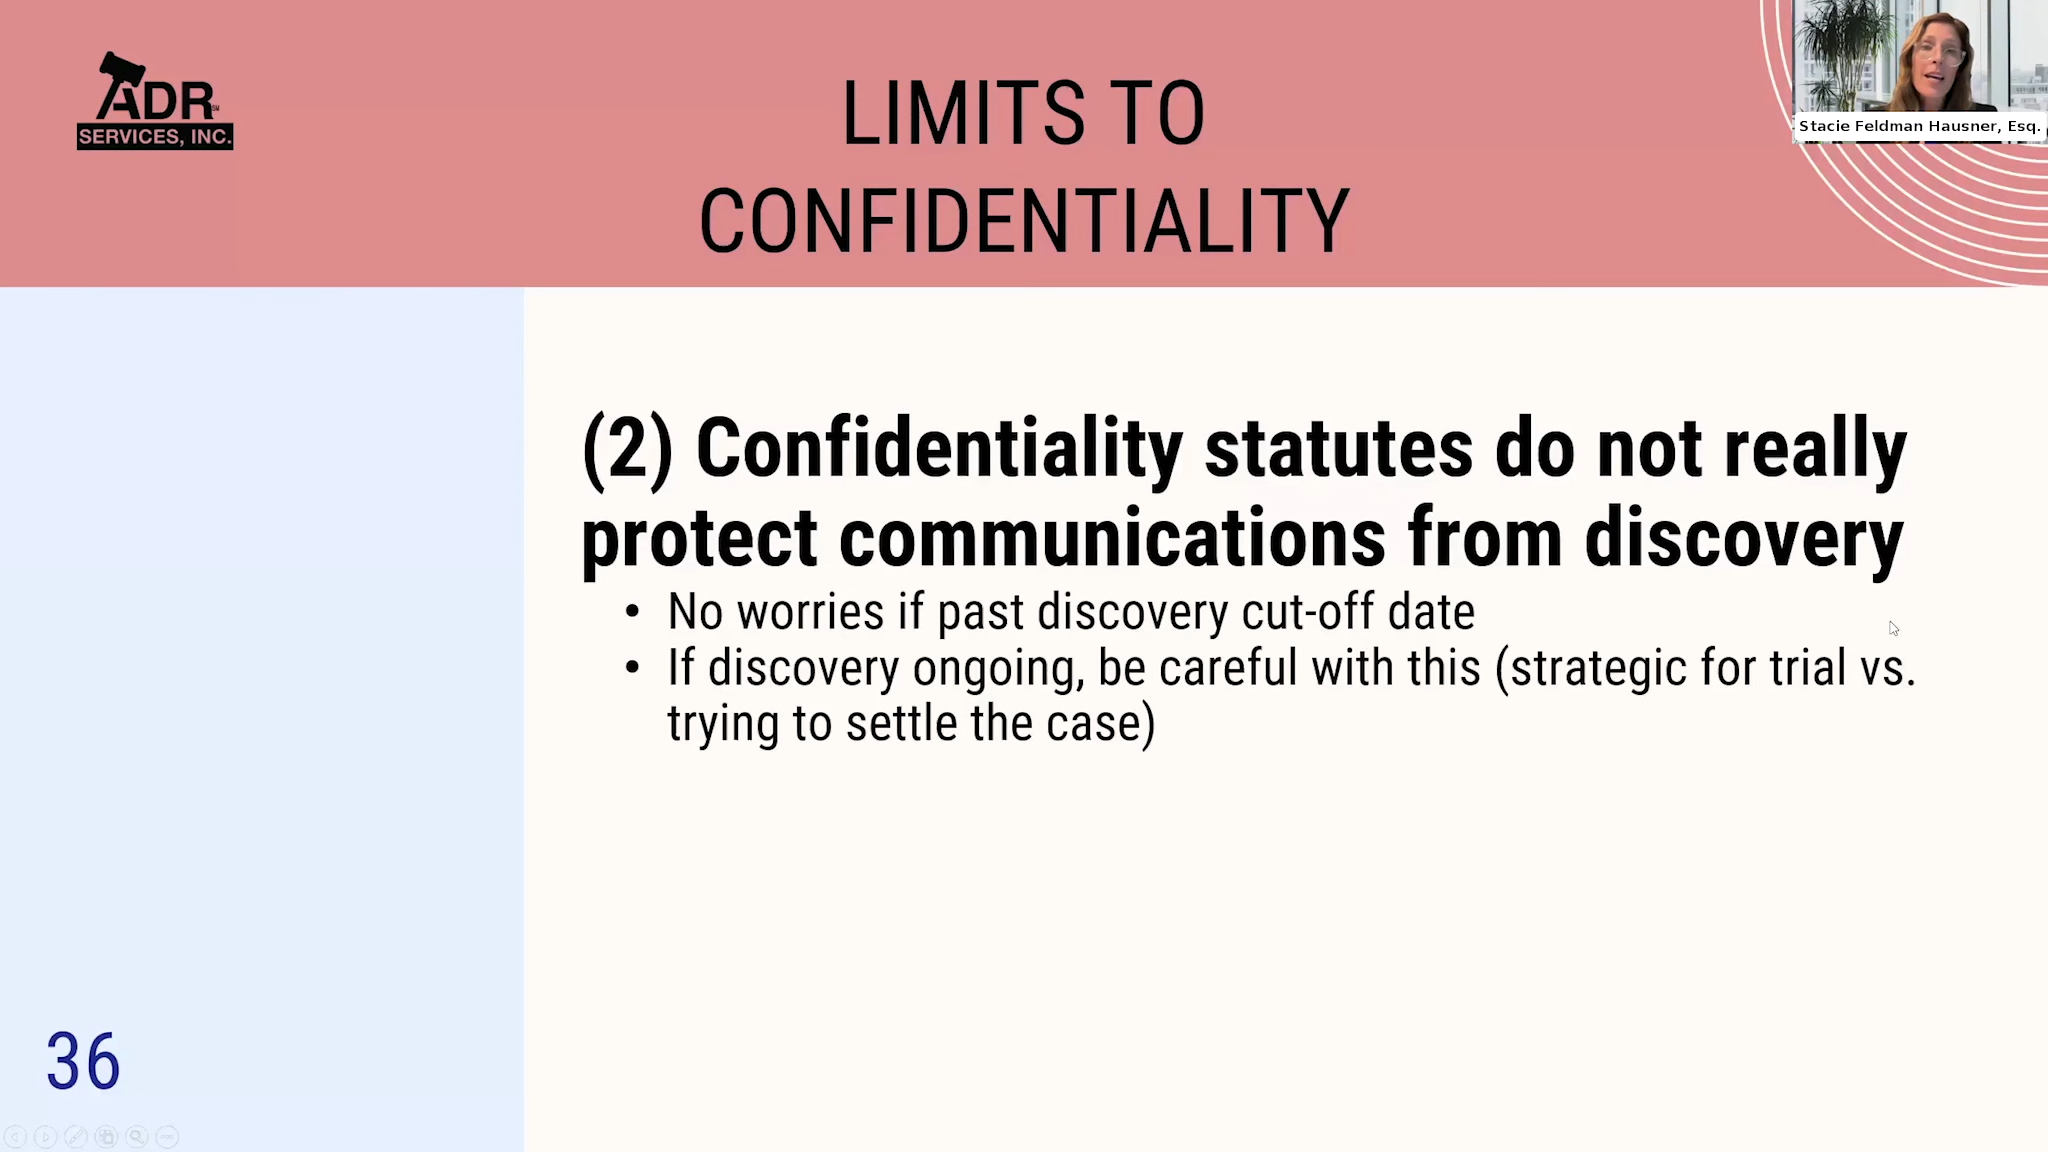 ADR
SM
SERVICES, INC.
LIMITS TO
CONFIDENTIALITY
Stacie Feldman Hausner, Esq.
(2) Confidentiality statutes do not really
protect communications from discovery
• No worries if past discovery cut-off date
• If discovery ongoing, be careful with this (strategic for trial vs.
trying to settle the case)
36